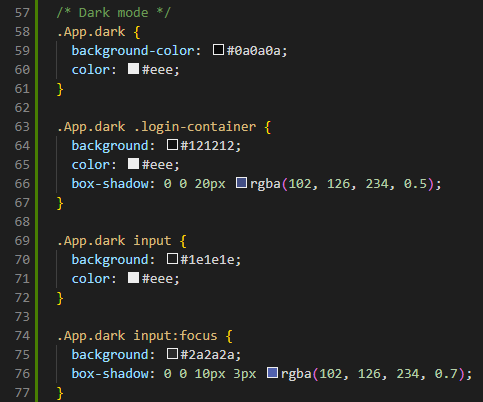 57 /* Dark mode */
58 .App.dark {
59 background-color: #0a0a0a;
60 color: #eee;
61 }
62
63 .App.dark .login-container {
64 background: #121212;
65 color: #eee;
66 box-shadow: 0 0 20px rgba(102, 126, 234, 0.5);
67 }
68
69 .App.dark input {
70 background: #1e1e1e;
71 color: #eee;
72 }
73
74 .App.dark input:focus {
75 background: #2a2a2a;
76 box-shadow: 0 0 10px 3px rgba(102, 126, 234, 0.7);
77 }